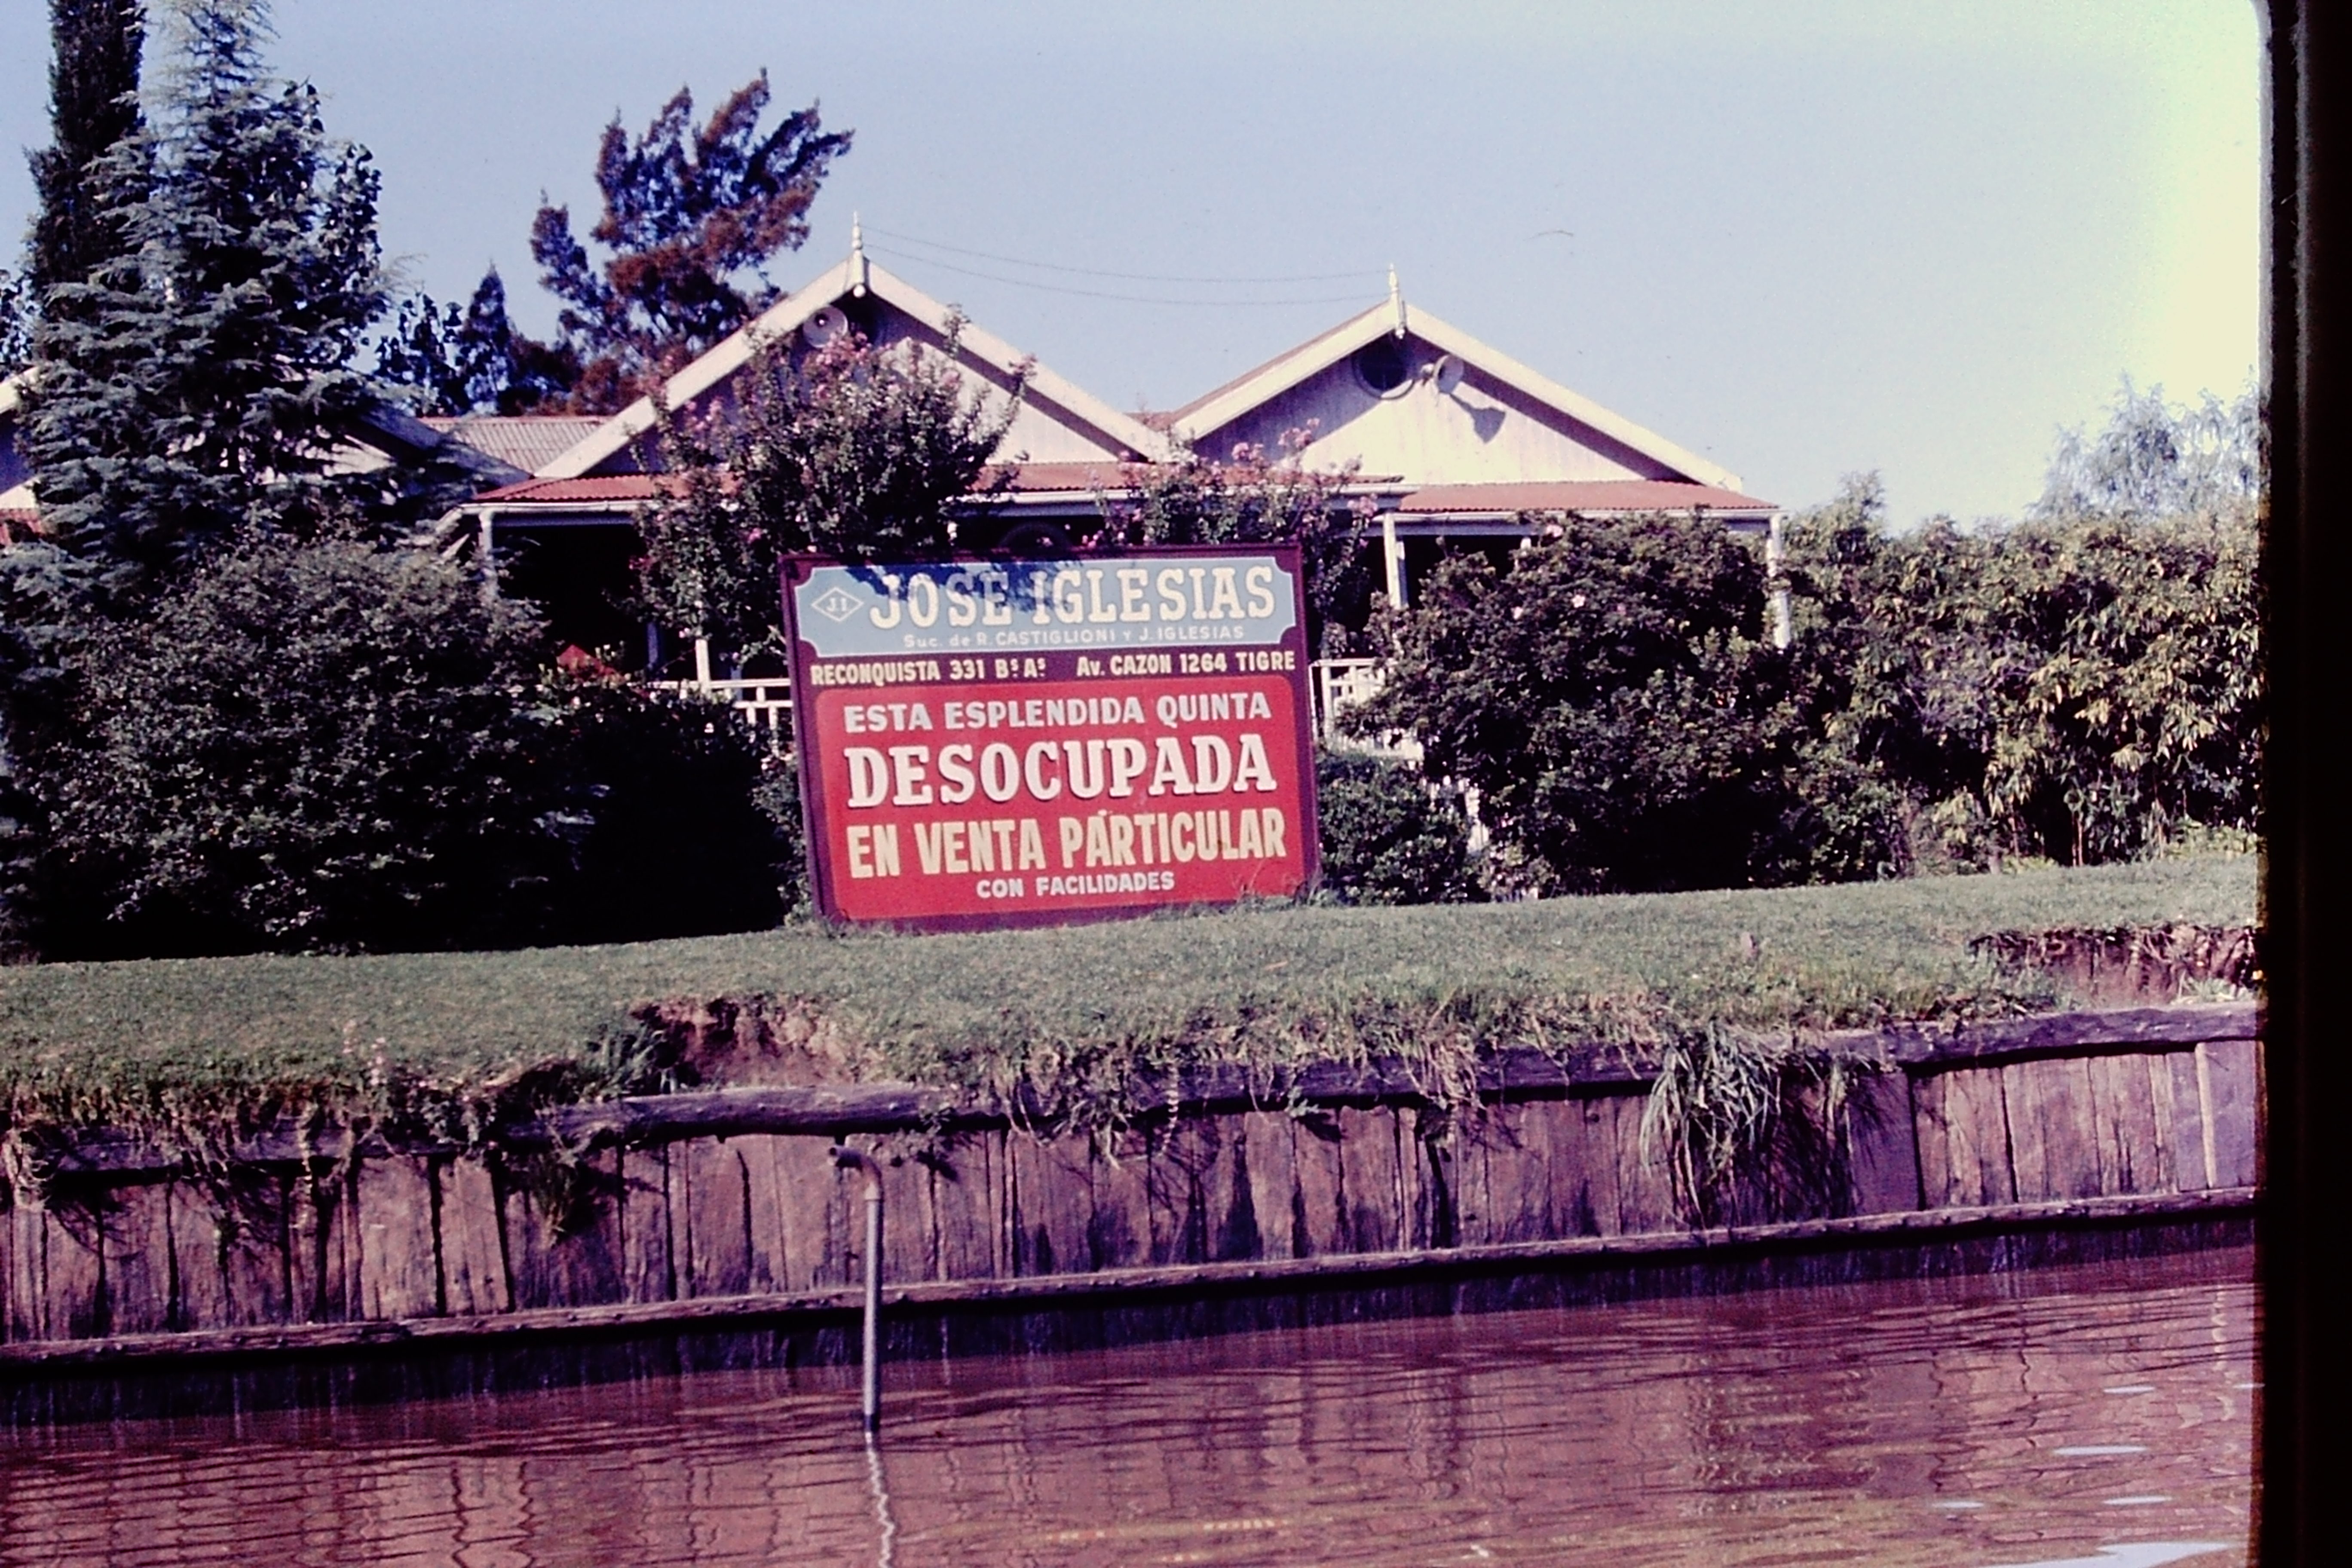 J.I JOSE IGLESIAS
Suc. de R. CASTIGLIONI Y J. IGLESIAS
RECONQUISTA 331 Bs. As. Av. CAZON 1264 TIGRE
ESTA ESPLENDIDA QUINTA
DESOCUPADA
EN VENTA PARTICULAR
CON FACILIDADES